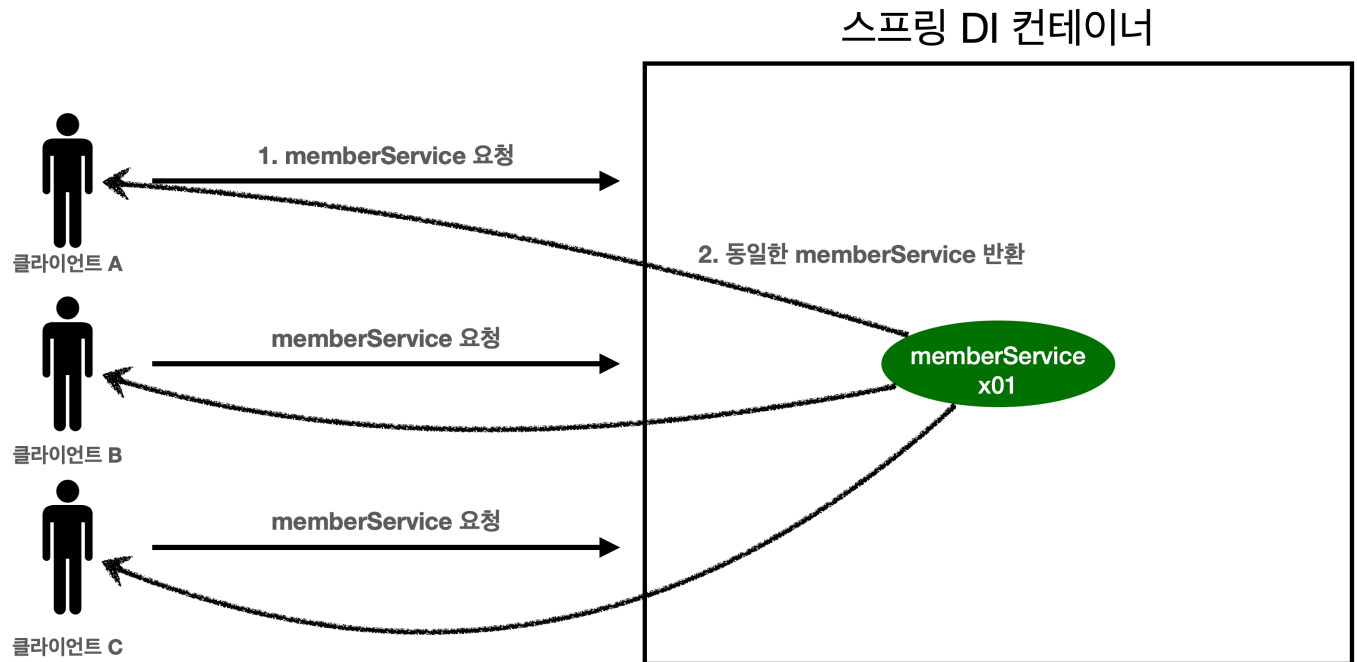 스프링 DI 컨테이너
1. memberService 요청
클라이언트 A
2. 동일한 memberService 반환
memberService 요청
memberService
x01
클라이언트 B
memberService 요청
클라이언트 C